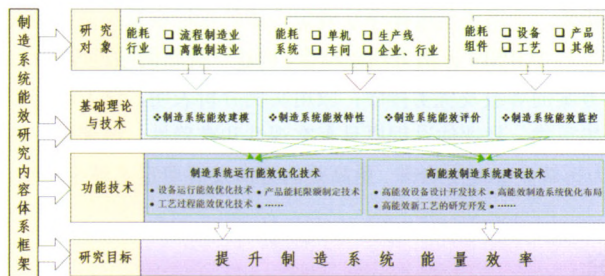 制造系统能效研究内容体系框架
研究对象
能耗行业
□ 流程制造业
□ 离散制造业
能耗系统
□ 单机 □ 生产线
□ 车间 □ 企业、行业
能耗组件
□ 设备 □ 产品
□ 工艺 □ 其他
基础理论与技术
❖制造系统能效建模
❖制造系统能效特性
❖制造系统能效评价
❖制造系统能效监控
功能技术
制造系统运行能效优化技术
• 设备运行能效优化技术 • 产品能耗限额制定技术
• 工艺过程能效优化技术 • ……
高能效制造系统建设技术
• 高能效设备设计开发技术 • 高能效制造系统优化布局
• 高能效新工艺的研究开发 • ……
研究目标
提升制造系统能量效率